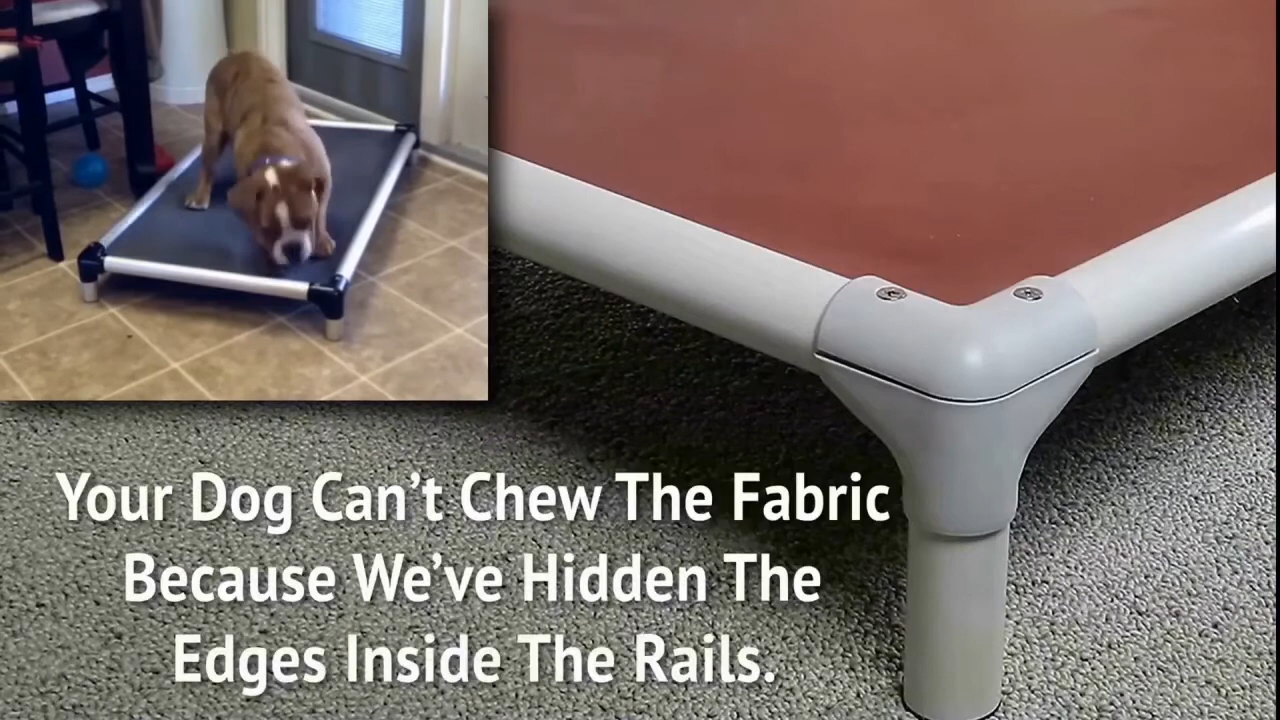 Your Dog Can’t Chew The Fabric
Because We’ve Hidden The
Edges Inside The Rails.